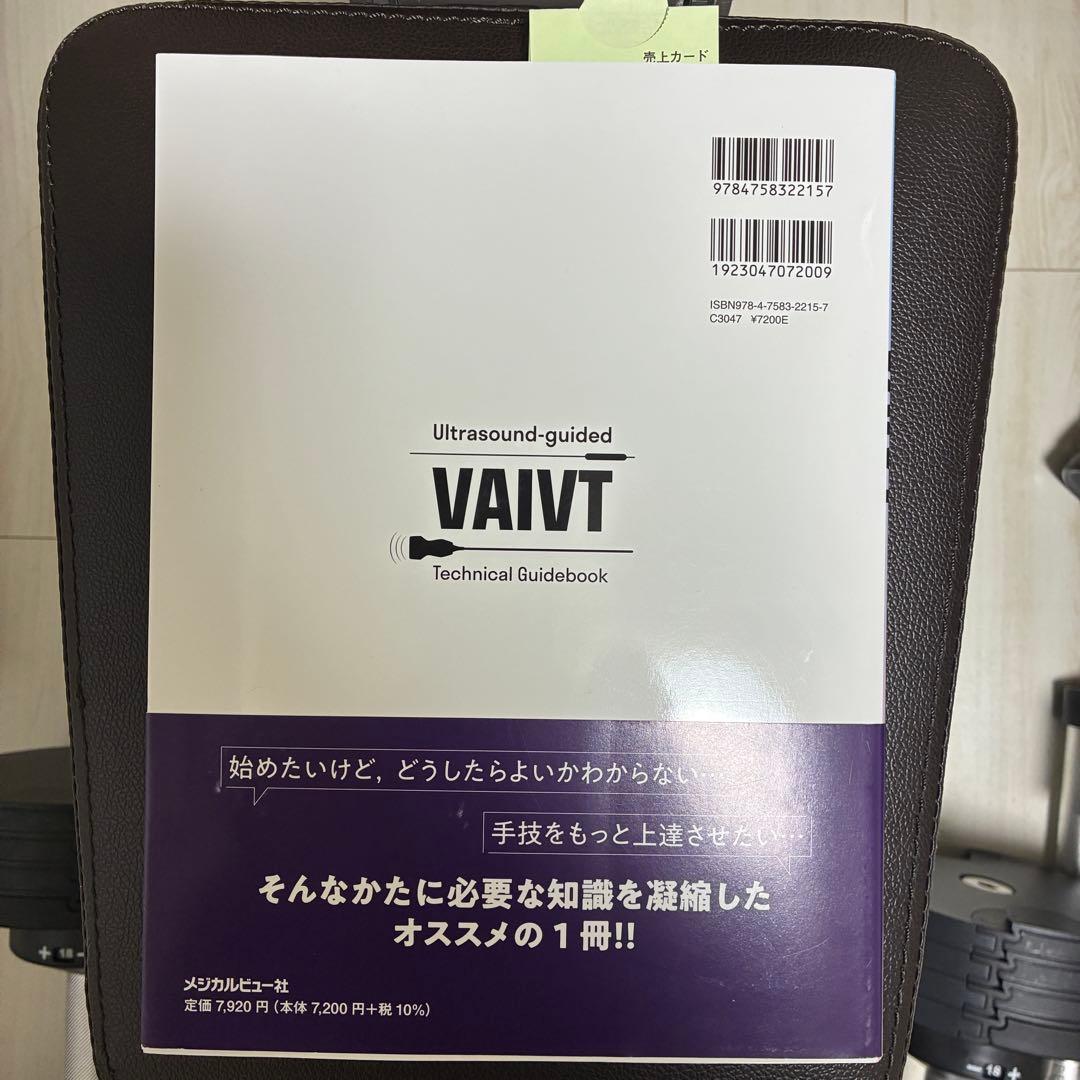 売上カード
9784758322157
1923047072009
ISBN978-4-7583-2215-7
C3047 ¥7200E
Ultrasound-guided
VAIVT
Technical Guidebook
始めたいけど，どうしたらよいかわからない…
手技をもっと上達させたい…
そんなかたに必要な知識を凝縮した
オススメの1冊!!
メジカルビュー社
定価 7,920 円（本体 7,200 円＋税 10%）
+ 18 -
- 18 +